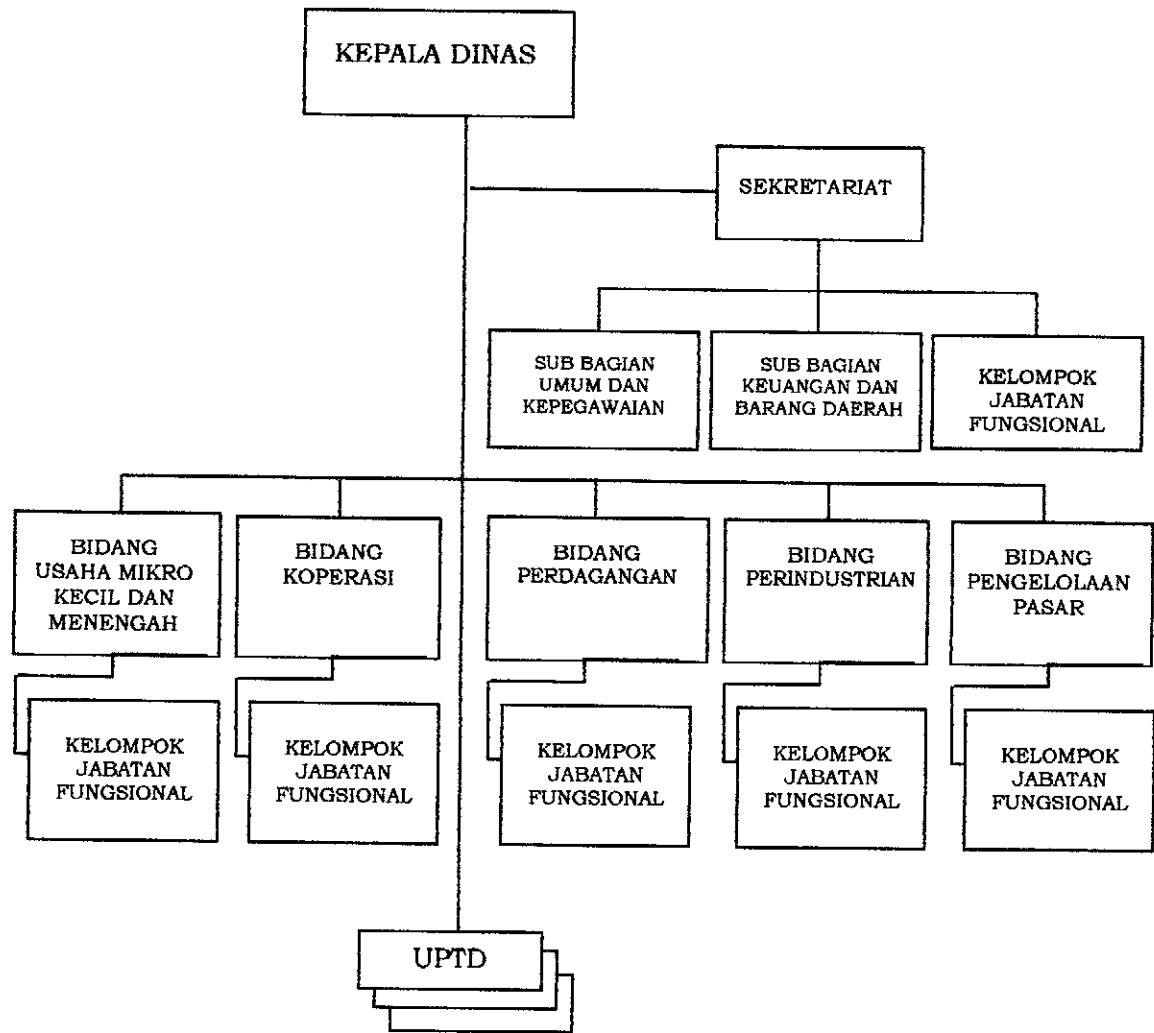 KEPALA DINAS
SEKRETARIAT
SUB BAGIAN
UMUM DAN
KEPEGAWAIAN
SUB BAGIAN
KEUANGAN DAN
BARANG DAERAH
KELOMPOK
JABATAN
FUNGSIONAL
BIDANG
USAHA MIKRO
KECIL DAN
MENENGAH
BIDANG
KOPERASI
BIDANG
PERDAGANGAN
BIDANG
PERINDUSTRIAN
BIDANG
PENGELOLAAN
PASAR
KELOMPOK
JABATAN
FUNGSIONAL
KELOMPOK
JABATAN
FUNGSIONAL
KELOMPOK
JABATAN
FUNGSIONAL
KELOMPOK
JABATAN
FUNGSIONAL
KELOMPOK
JABATAN
FUNGSIONAL
UPTD